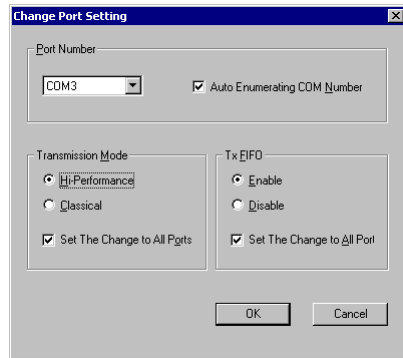 Change Port Setting
Port Number
COM3
Auto Enumerating COM Number
Transmission Mode
Hi-Performance
Classical
Set The Change to All Ports
Tx FIFO
Enable
Disable
Set The Change to All Port
OK
Cancel